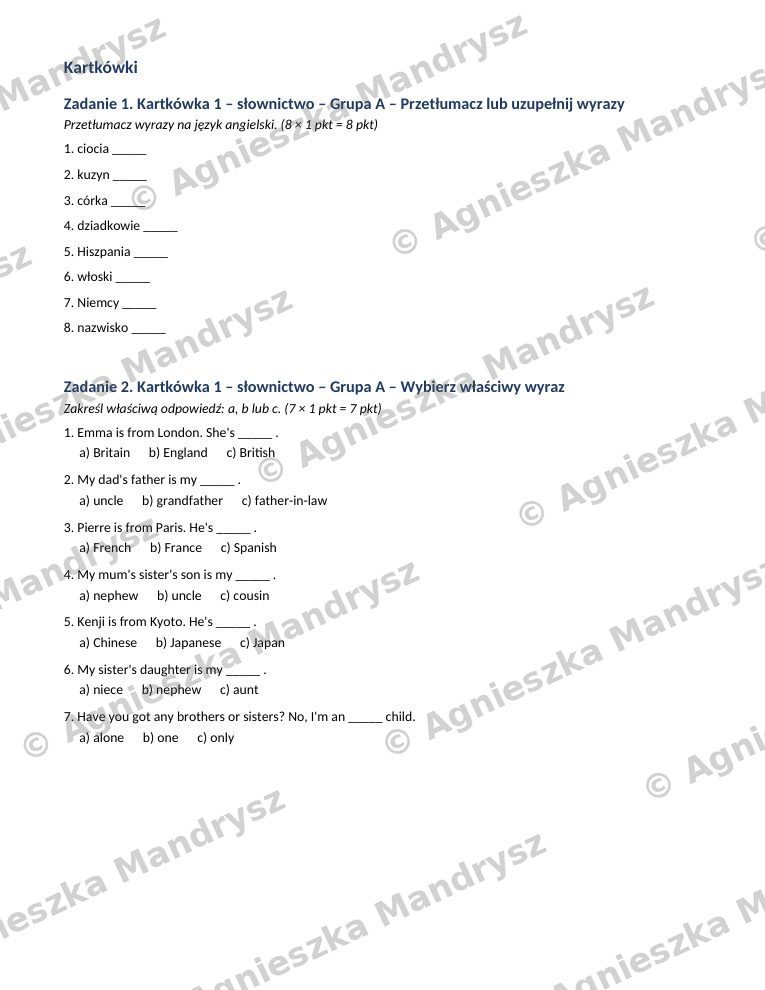 Kartkówki
Zadanie 1. Kartkówka 1 – słownictwo – Grupa A – Przetłumacz lub uzupełnij wyrazy
Przetłumacz wyrazy na język angielski. (8 × 1 pkt = 8 pkt)
1. ciocia _____
2. kuzyn _____
3. córka _____
4. dziadkowie _____
5. Hiszpania _____
6. włoski _____
7. Niemcy _____
8. nazwisko _____
Zadanie 2. Kartkówka 1 – słownictwo – Grupa A – Wybierz właściwy wyraz
Zakreśl właściwą odpowiedź: a, b lub c. (7 × 1 pkt = 7 pkt)
1. Emma is from London. She's _____ .
a) Britain b) England c) British
2. My dad's father is my _____ .
a) uncle b) grandfather c) father-in-law
3. Pierre is from Paris. He's _____ .
a) French b) France c) Spanish
4. My mum's sister's son is my _____ .
a) nephew b) uncle c) cousin
5. Kenji is from Kyoto. He's _____ .
a) Chinese b) Japanese c) Japan
6. My sister's daughter is my _____ .
a) niece b) nephew c) aunt
7. Have you got any brothers or sisters? No, I'm an _____ child.
a) alone b) one c) only
© Agnieszka Mandrysz